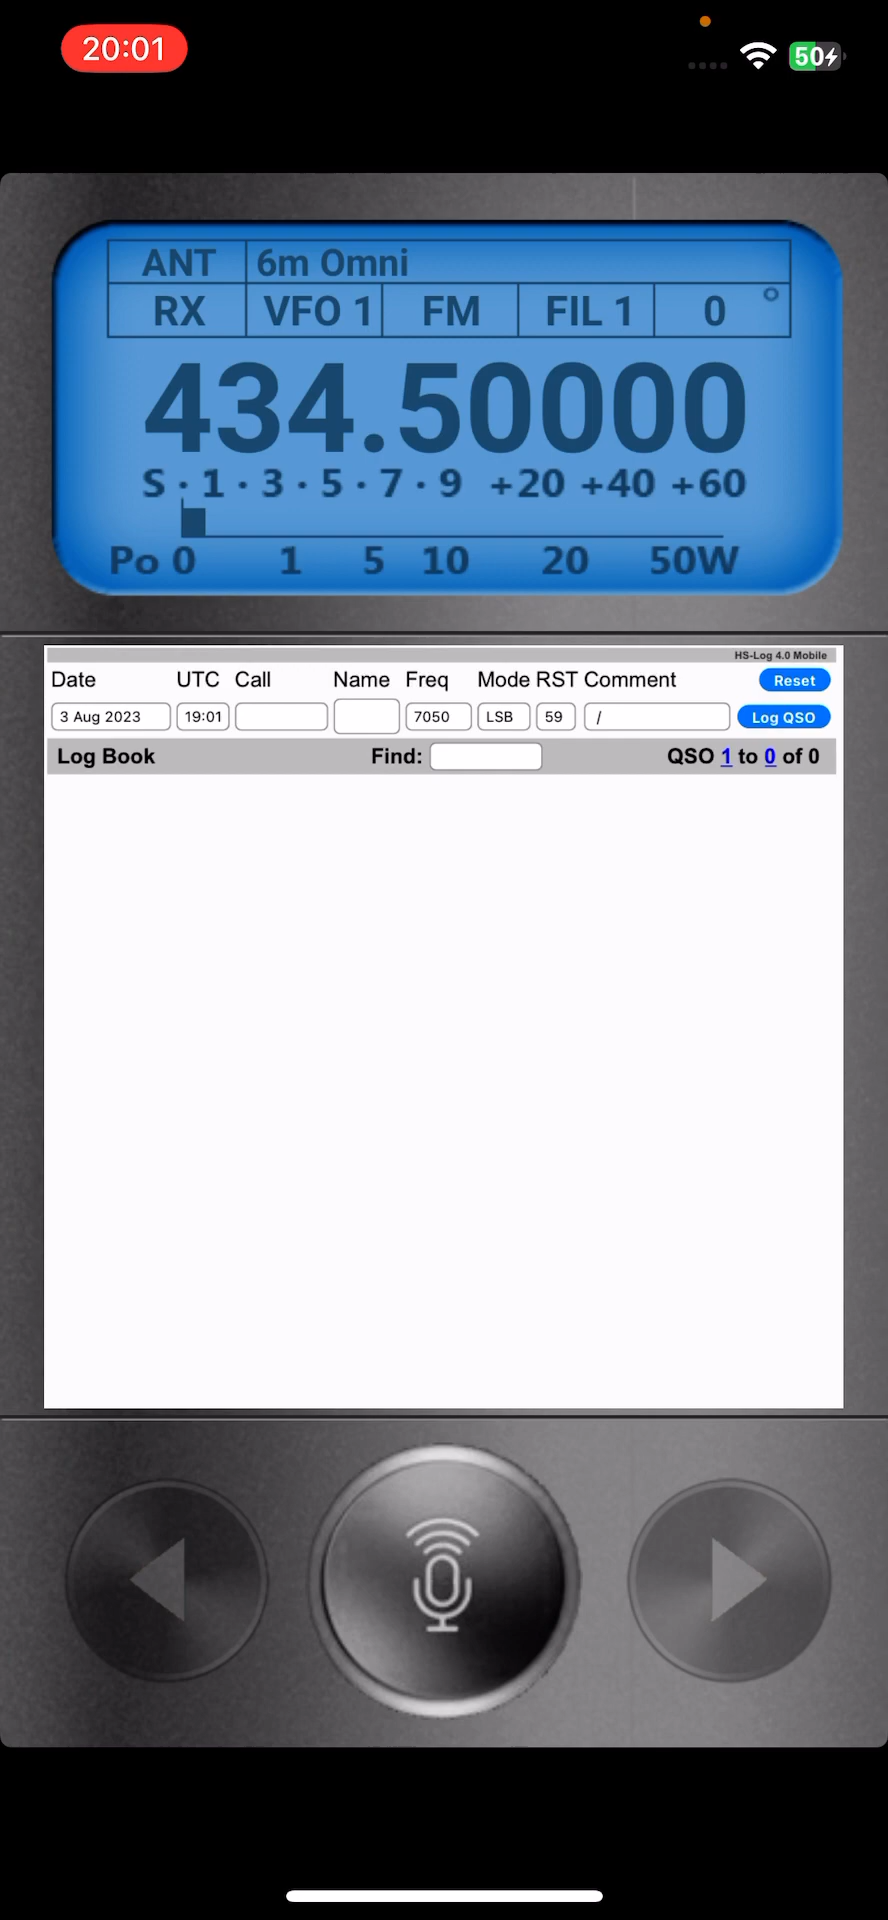 20:01
50
ANT 6m Omni
RX VFO 1 FM FIL 1 0 °
434.50000
S · 1 · 3 · 5 · 7 · 9 +20 +40 +60
Po 0 1 5 10 20 50W
HS-Log 4.0 Mobile
Date UTC Call Name Freq Mode RST Comment Reset
3 Aug 2023 19:01 7050 LSB 59 / Log QSO
Log Book Find: QSO 1 to 0 of 0